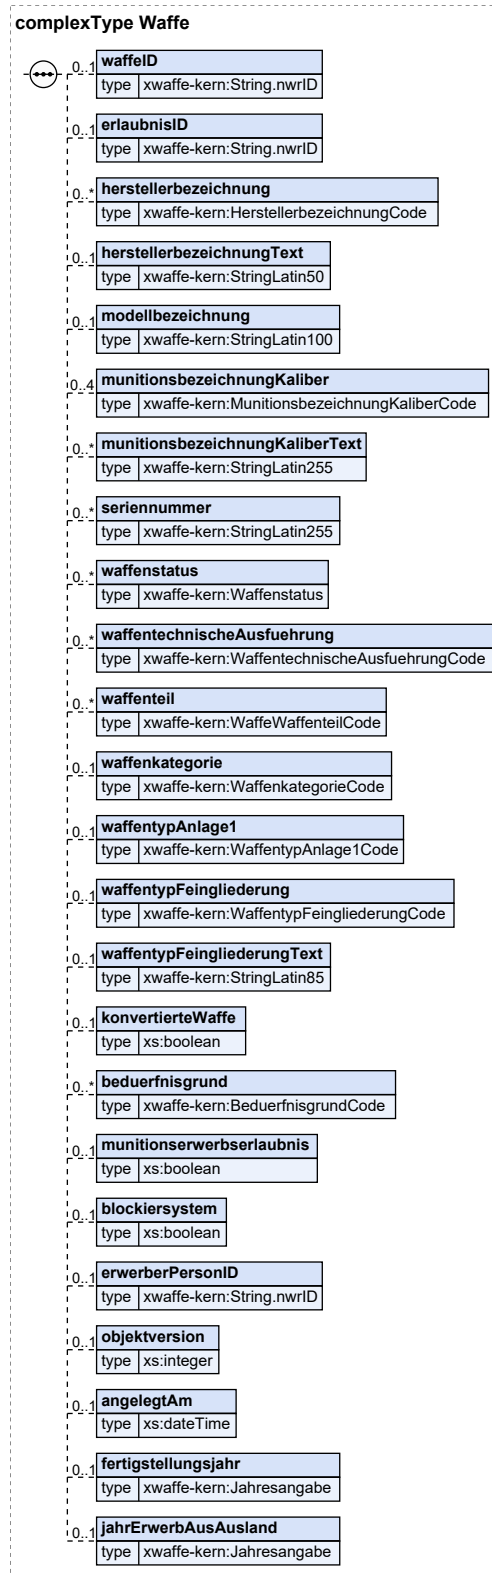 complexType Waffe
0..1 waffeID
type xwaffe-kern:String.nwrID
0..1 erlaubnisID
type xwaffe-kern:String.nwrID
0..* herstellerbezeichnung
type xwaffe-kern:HerstellerbezeichnungCode
0..1 herstellerbezeichnungText
type xwaffe-kern:StringLatin50
0..1 modellbezeichnung
type xwaffe-kern:StringLatin100
0..4 munitionsbezeichnungKaliber
type xwaffe-kern:MunitionsbezeichnungKaliberCode
0..* munitionsbezeichnungKaliberText
type xwaffe-kern:StringLatin255
0..* seriennummer
type xwaffe-kern:StringLatin255
0..* waffenstatus
type xwaffe-kern:Waffenstatus
0..* waffentechnischeAusfuehrung
type xwaffe-kern:WaffentechnischeAusfuehrungCode
0..* waffenteil
type xwaffe-kern:WaffeWaffenteilCode
0..1 waffenkategorie
type xwaffe-kern:WaffenkategorieCode
0..1 waffentypAnlage1
type xwaffe-kern:WaffentypAnlage1Code
0..1 waffentypFeingliederung
type xwaffe-kern:WaffentypFeingliederungCode
0..1 waffentypFeingliederungText
type xwaffe-kern:StringLatin85
0..1 konvertierteWaffe
type xs:boolean
0..* beduerfnisgrund
type xwaffe-kern:BeduerfnisgrundCode
0..1 munitionserwerbserlaubnis
type xs:boolean
0..1 blockiersystem
type xs:boolean
0..1 erwerberPersonID
type xwaffe-kern:String.nwrID
0..1 objektversion
type xs:integer
0..1 angelegtAm
type xs:dateTime
0..1 fertigstellungsjahr
type xwaffe-kern:Jahresangabe
0..1 jahrErwerbAusAusland
type xwaffe-kern:Jahresangabe